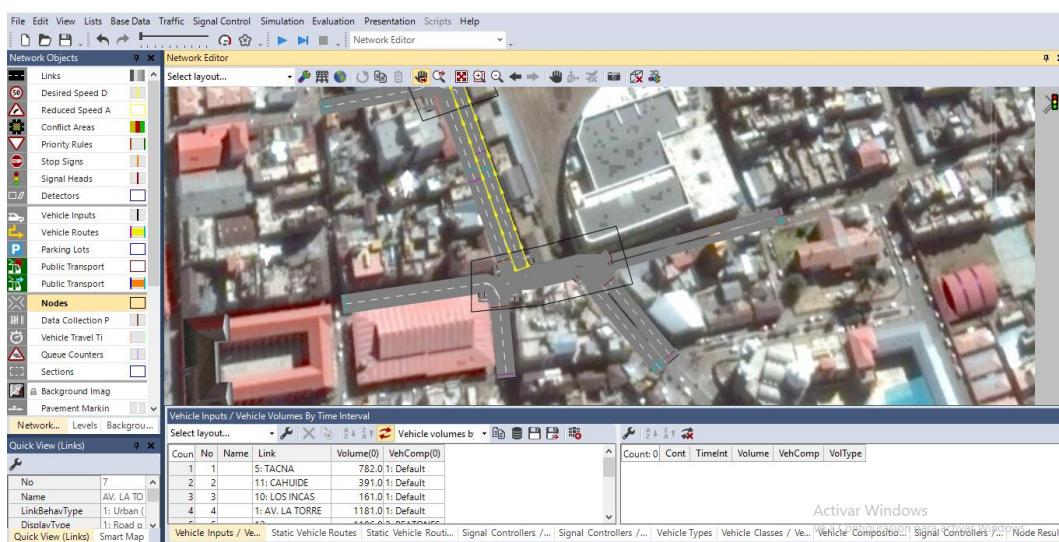 File Edit View Lists Base Data Traffic Signal Control Simulation Evaluation Presentation Scripts Help
Network Editor
Network Objects
Network Editor
Select layout...
Links
Desired Speed D
Reduced Speed A
Conflict Areas
Priority Rules
Stop Signs
Signal Heads
Detectors
Vehicle Inputs
Vehicle Routes
Parking Lots
Public Transport
Public Transport
Nodes
Data Collection P
Vehicle Travel Ti
Queue Counters
Sections
Background Imag
Pavement Markin
Network... Levels Backgrou...
Quick View (Links)
No 7
Name AV. LA TO
LinkBehavType 1: Urban (
DisplayType 1: Road g
Quick View (Links) Smart Map
Vehicle Inputs / Vehicle Volumes By Time Interval
Select layout... Vehicle volumes by
Coun No Name Link Volume(0) VehComp(0)
1 1 5: TACNA 782.0 1: Default
2 2 11: CAHUIDE 391.0 1: Default
3 3 10: LOS INCAS 161.0 1: Default
4 4 1: AV. LA TORRE 1181.0 1: Default
Count: 0 Cont TimeInt Volume VehComp VolType
Activar Windows
Vehicle Inputs / Ve... Static Vehicle Routes Static Vehicle Routi... Signal Controllers /... Signal Controllers /... Vehicle Types Vehicle Classes / Ve... Vehicle Compositio... Signal Controllers /... Node Resul